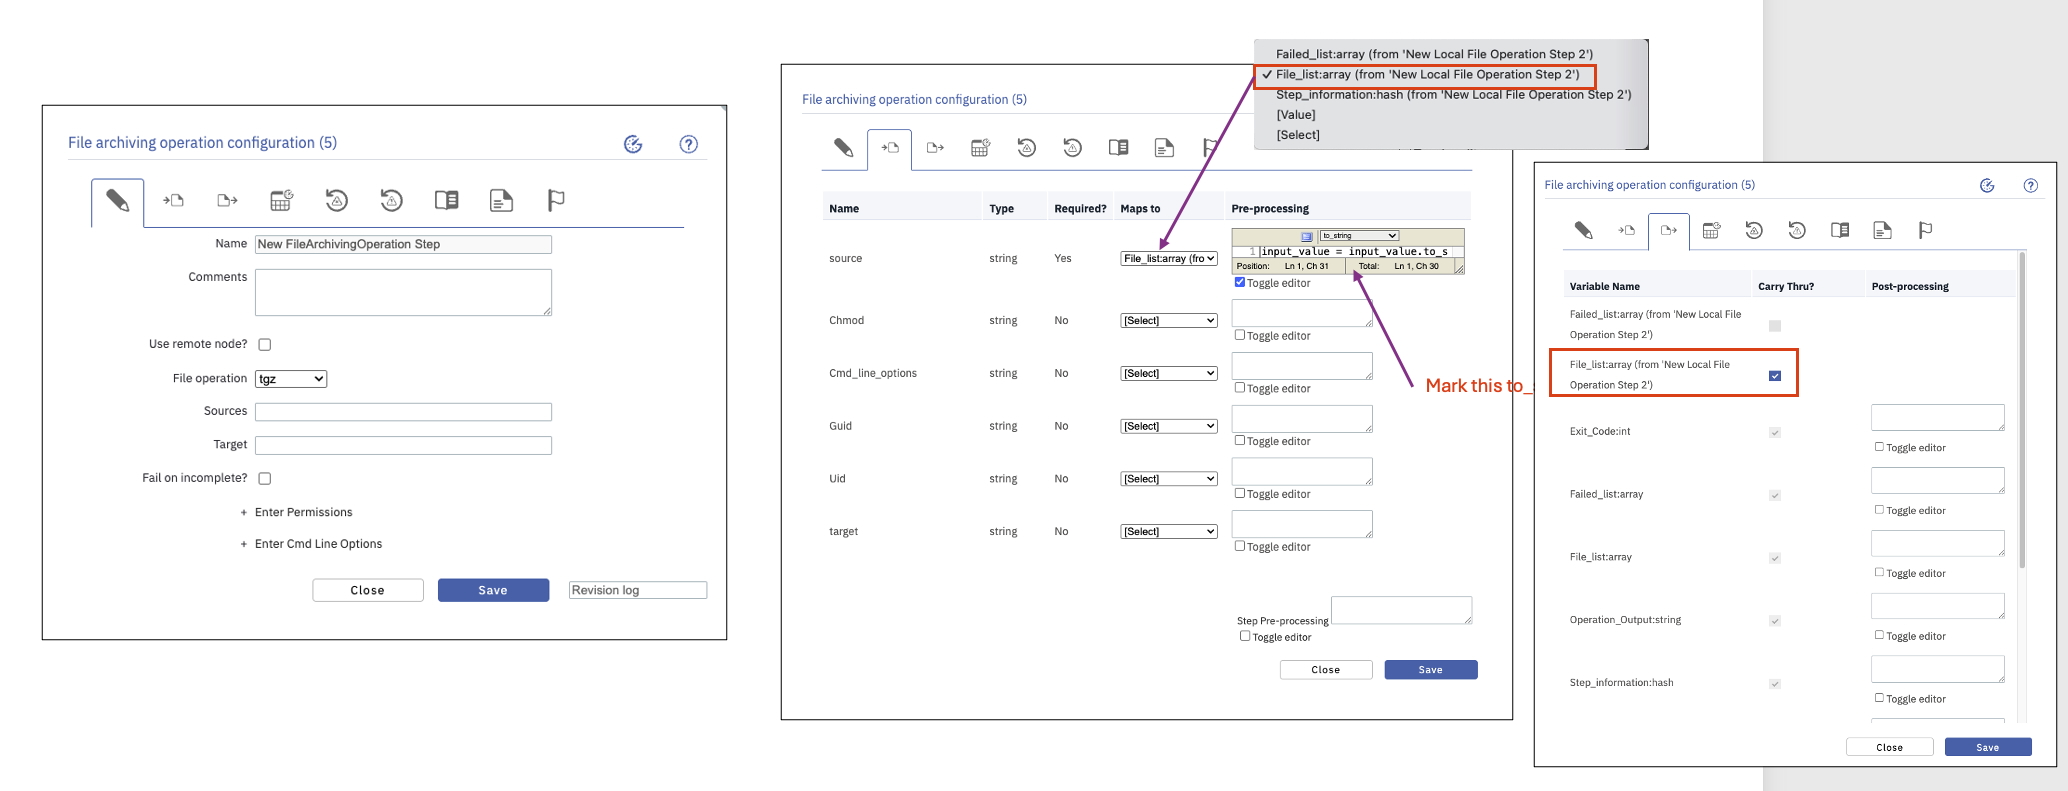 File archiving operation configuration (5)
Name New FileArchivingOperation Step
Comments
Use remote node?
File operation tgz
Sources
Target
Fail on incomplete?
+ Enter Permissions
+ Enter Cmd Line Options
Close Save Revision log
File archiving operation configuration (5)
Failed_list:array (from 'New Local File Operation Step 2')
✓ File_list:array (from 'New Local File Operation Step 2')
Step_information:hash (from 'New Local File Operation Step 2')
[Value]
[Select]
Name Type Required? Maps to Pre-processing
to_string
source string Yes File_list:array (fro 1 input_value = input_value.to_s
Position: Ln 1, Ch 31 Total: Ln 1, Ch 30
Toggle editor
Chmod string No [Select]
Toggle editor
Cmd_line_options string No [Select]
Toggle editor
Mark this to_
Guid string No [Select]
Toggle editor
Uid string No [Select]
Toggle editor
target string No [Select]
Toggle editor
Step Pre-processing
Toggle editor
Close Save
File archiving operation configuration (5)
Variable Name Carry Thru? Post-processing
Failed_list:array (from 'New Local File
Operation Step 2')
File_list:array (from 'New Local File
Operation Step 2')
Exit_Code:int
Toggle editor
Failed_list:array
Toggle editor
File_list:array
Toggle editor
Operation_Output:string
Toggle editor
Step_information:hash
Toggle editor
Close Save